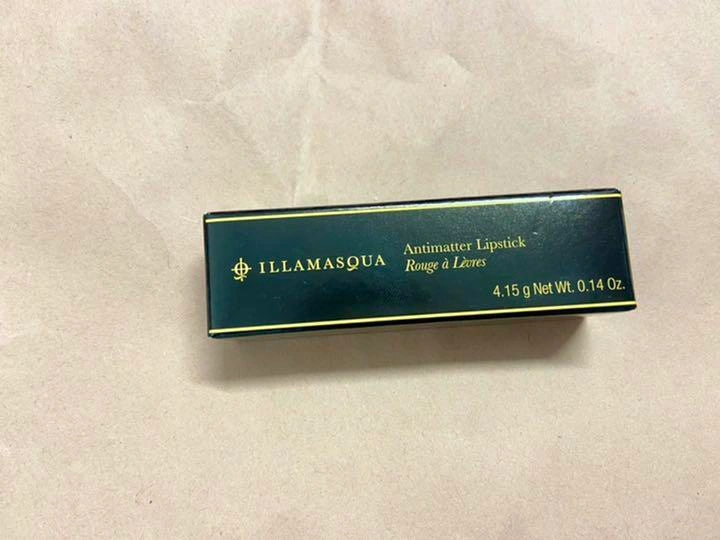 ILLAMASQUA
Antimatter Lipstick
Rouge à Lèvres
4.15 g Net Wt. 0.14 Oz.